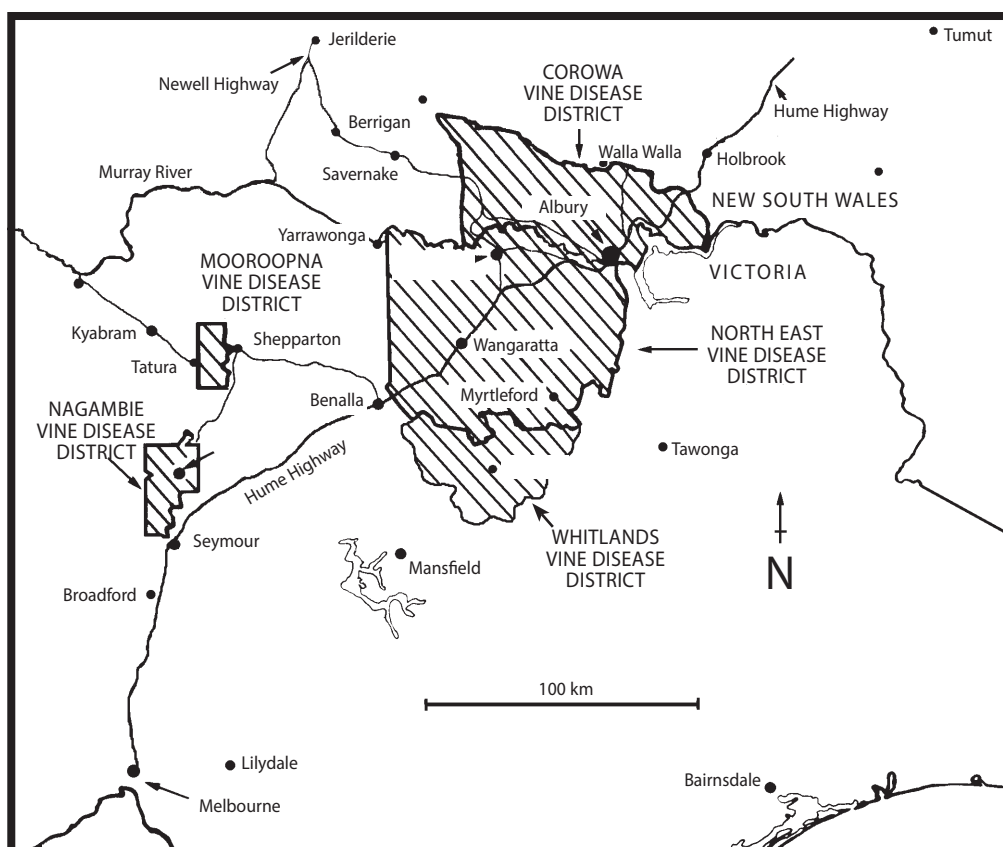 Tumut
Jerilderie
Newell Highway
COROWA
VINE DISEASE
DISTRICT
Hume Highway
Berrigan
Walla Walla
Holbrook
Savernake
Murray River
NEW SOUTH WALES
Albury
Yarrawonga
MOOROOPNA
VINE DISEASE
DISTRICT
VICTORIA
Kyabram
Shepparton
Wangaratta
NORTH EAST
VINE DISEASE
DISTRICT
Tatura
Benalla
Myrtleford
NAGAMBIE
VINE DISEASE
DISTRICT
Tawonga
Hume Highway
Seymour
WHITLANDS
VINE DISEASE
DISTRICT
Mansfield
N
Broadford
100 km
Lilydale
Bairnsdale
Melbourne